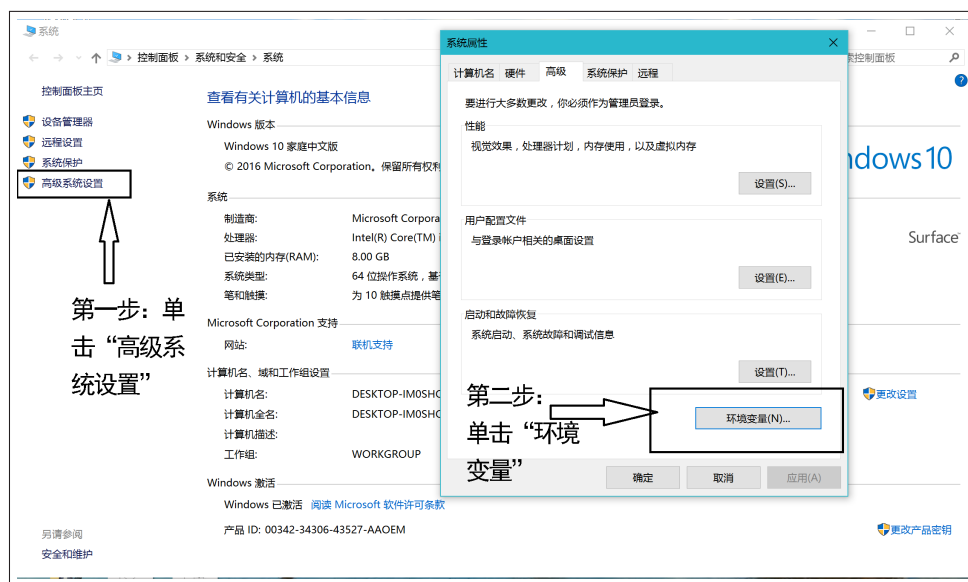 系统
控制面板 › 系统和安全 › 系统
控制面板
控制面板主页
设备管理器
远程设置
系统保护
高级系统设置
第一步：单
击“高级系
统设置”
另请参阅
安全和维护
查看有关计算机的基本信息
Windows 版本
Windows 10 家庭中文版
© 2016 Microsoft Corporation。保留所有权利
系统
制造商: Microsoft Corpora
处理器: Intel(R) Core(TM)
已安装的内存(RAM): 8.00 GB
系统类型: 64 位操作系统，基
笔和触摸: 为 10 触摸点提供笔
Microsoft Corporation 支持
网站: 联机支持
计算机名、域和工作组设置
计算机名: DESKTOP-IM0SHC
计算机全名: DESKTOP-IM0SHC
计算机描述:
工作组: WORKGROUP
Windows 激活
Windows 已激活 阅读 Microsoft 软件许可条款
产品 ID: 00342-34306-43527-AAOEM
系统属性
计算机名 硬件 高级 系统保护 远程
要进行大多数更改，你必须作为管理员登录。
性能
视觉效果，处理器计划，内存使用，以及虚拟内存
设置(S)...
用户配置文件
与登录帐户相关的桌面设置
设置(E)...
启动和故障恢复
系统启动、系统故障和调试信息
设置(T)...
第二步：
单击“环境
变量”
环境变量(N)...
确定 取消 应用(A)
dows 10
Surface
更改设置
更改产品密钥